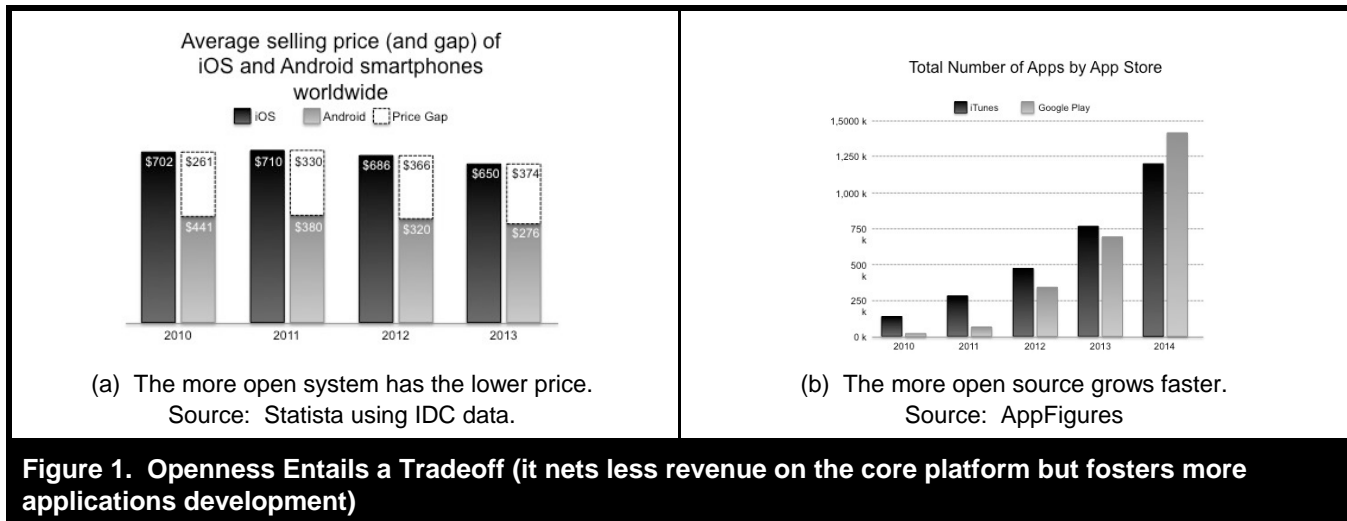 Average selling price (and gap) of
iOS and Android smartphones
worldwide
iOS Android Price Gap
$702 $261 $710 $330 $686 $366 $650 $374
$441 $380 $320 $276
2010 2011 2012 2013
(a) The more open system has the lower price.
Source: Statista using IDC data.
Total Number of Apps by App Store
iTunes Google Play
1,5000 k
1,250 k
1,000 k
750
k
500
k
250
k
0 k
2010 2011 2012 2013 2014
(b) The more open source grows faster.
Source: AppFigures
Figure 1. Openness Entails a Tradeoff (it nets less revenue on the core platform but fosters more
applications development)